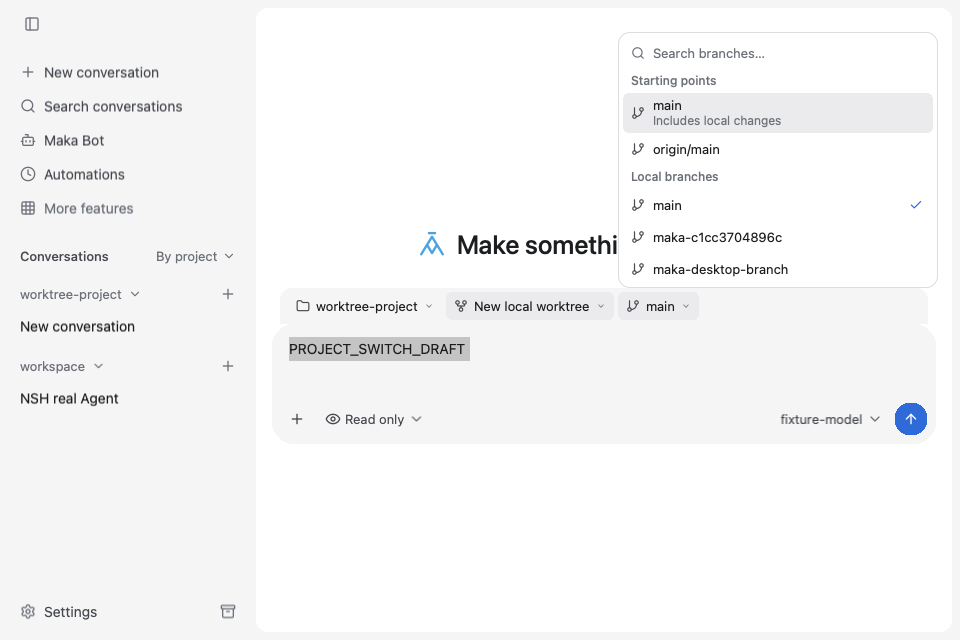 New conversation
Search conversations
Maka Bot
Automations
More features
Conversations
By project
worktree-project
New conversation
workspace
NSH real Agent
Settings
Search branches...
Starting points
main
Includes local changes
origin/main
Local branches
main
maka-c1cc3704896c
maka-desktop-branch
Make somethi
worktree-project
New local worktree
main
PROJECT_SWITCH_DRAFT
Read only
fixture-model